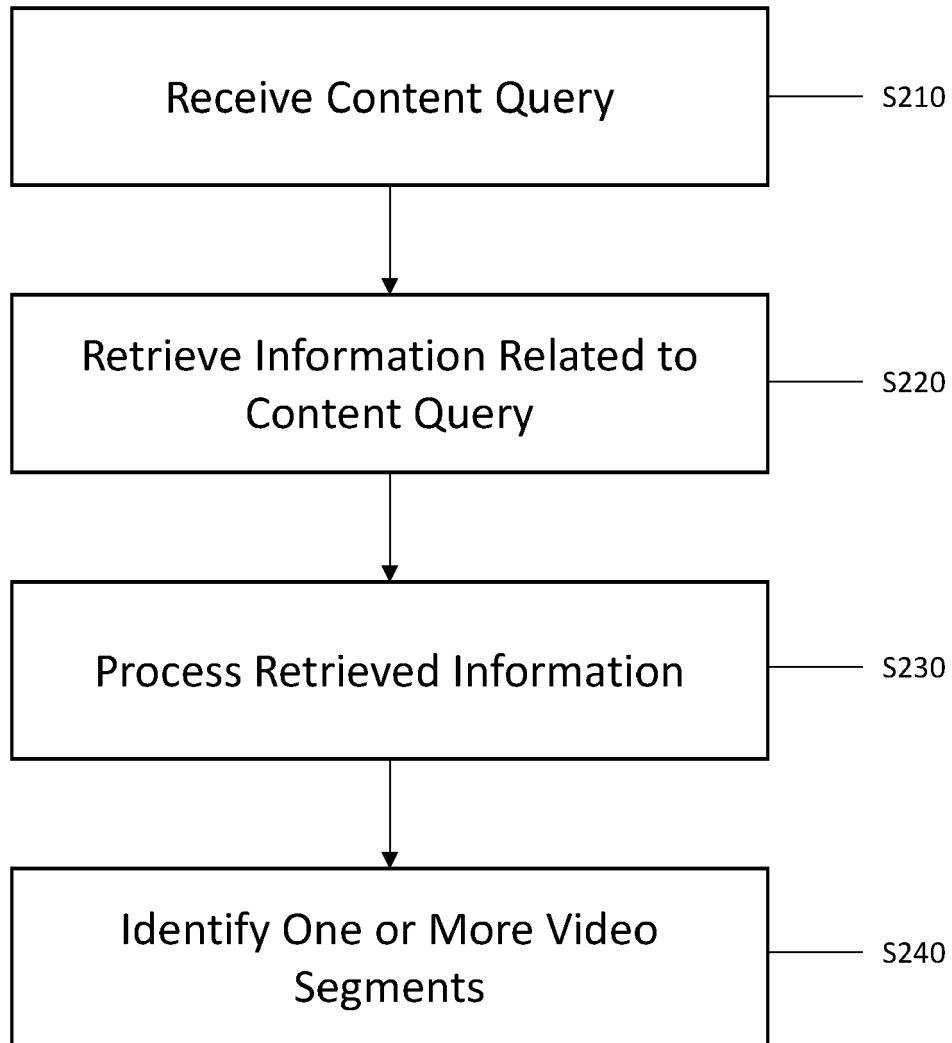 Receive Content Query
S210
Retrieve Information Related to
Content Query
S220
Process Retrieved Information
S230
Identify One or More Video
Segments
S240